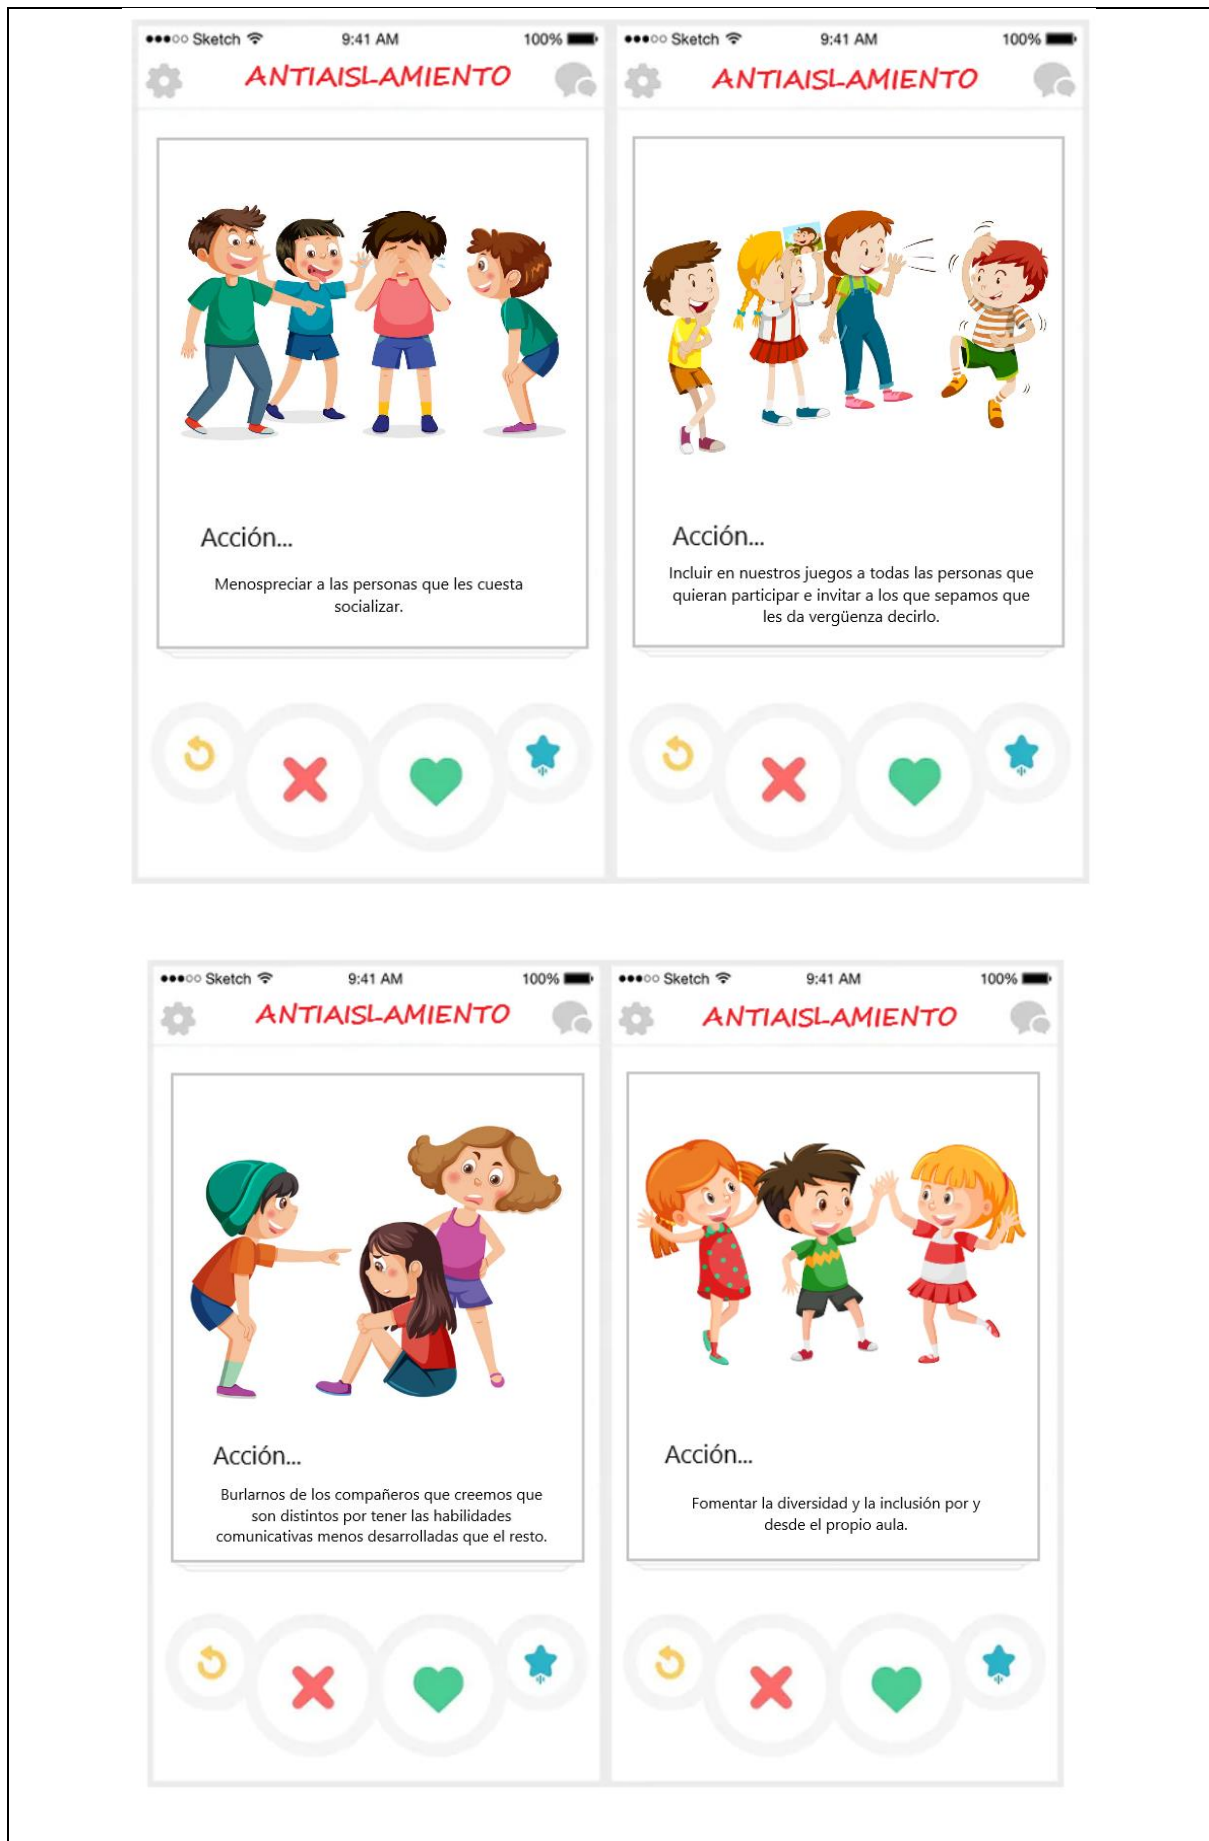 Sketch 9:41 AM 100%
ANTIAISLAMIENTO
Acción...
Menospreciar a las personas que les cuesta
socializar.
Sketch 9:41 AM 100%
ANTIAISLAMIENTO
Acción...
Incluir en nuestros juegos a todas las personas que
quieran participar e invitar a los que sepamos que
les da vergüenza decirlo.
Sketch 9:41 AM 100%
ANTIAISLAMIENTO
Acción...
Burlarnos de los compañeros que creemos que
son distintos por tener las habilidades
comunicativas menos desarrolladas que el resto.
Sketch 9:41 AM 100%
ANTIAISLAMIENTO
Acción...
Fomentar la diversidad y la inclusión por y
desde el propio aula.